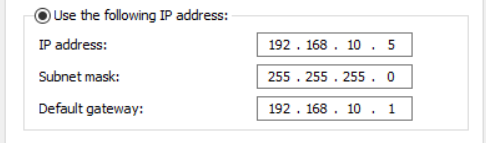 Use the following IP address:
IP address: 192 . 168 . 10 . 5
Subnet mask: 255 . 255 . 255 . 0
Default gateway: 192 . 168 . 10 . 1